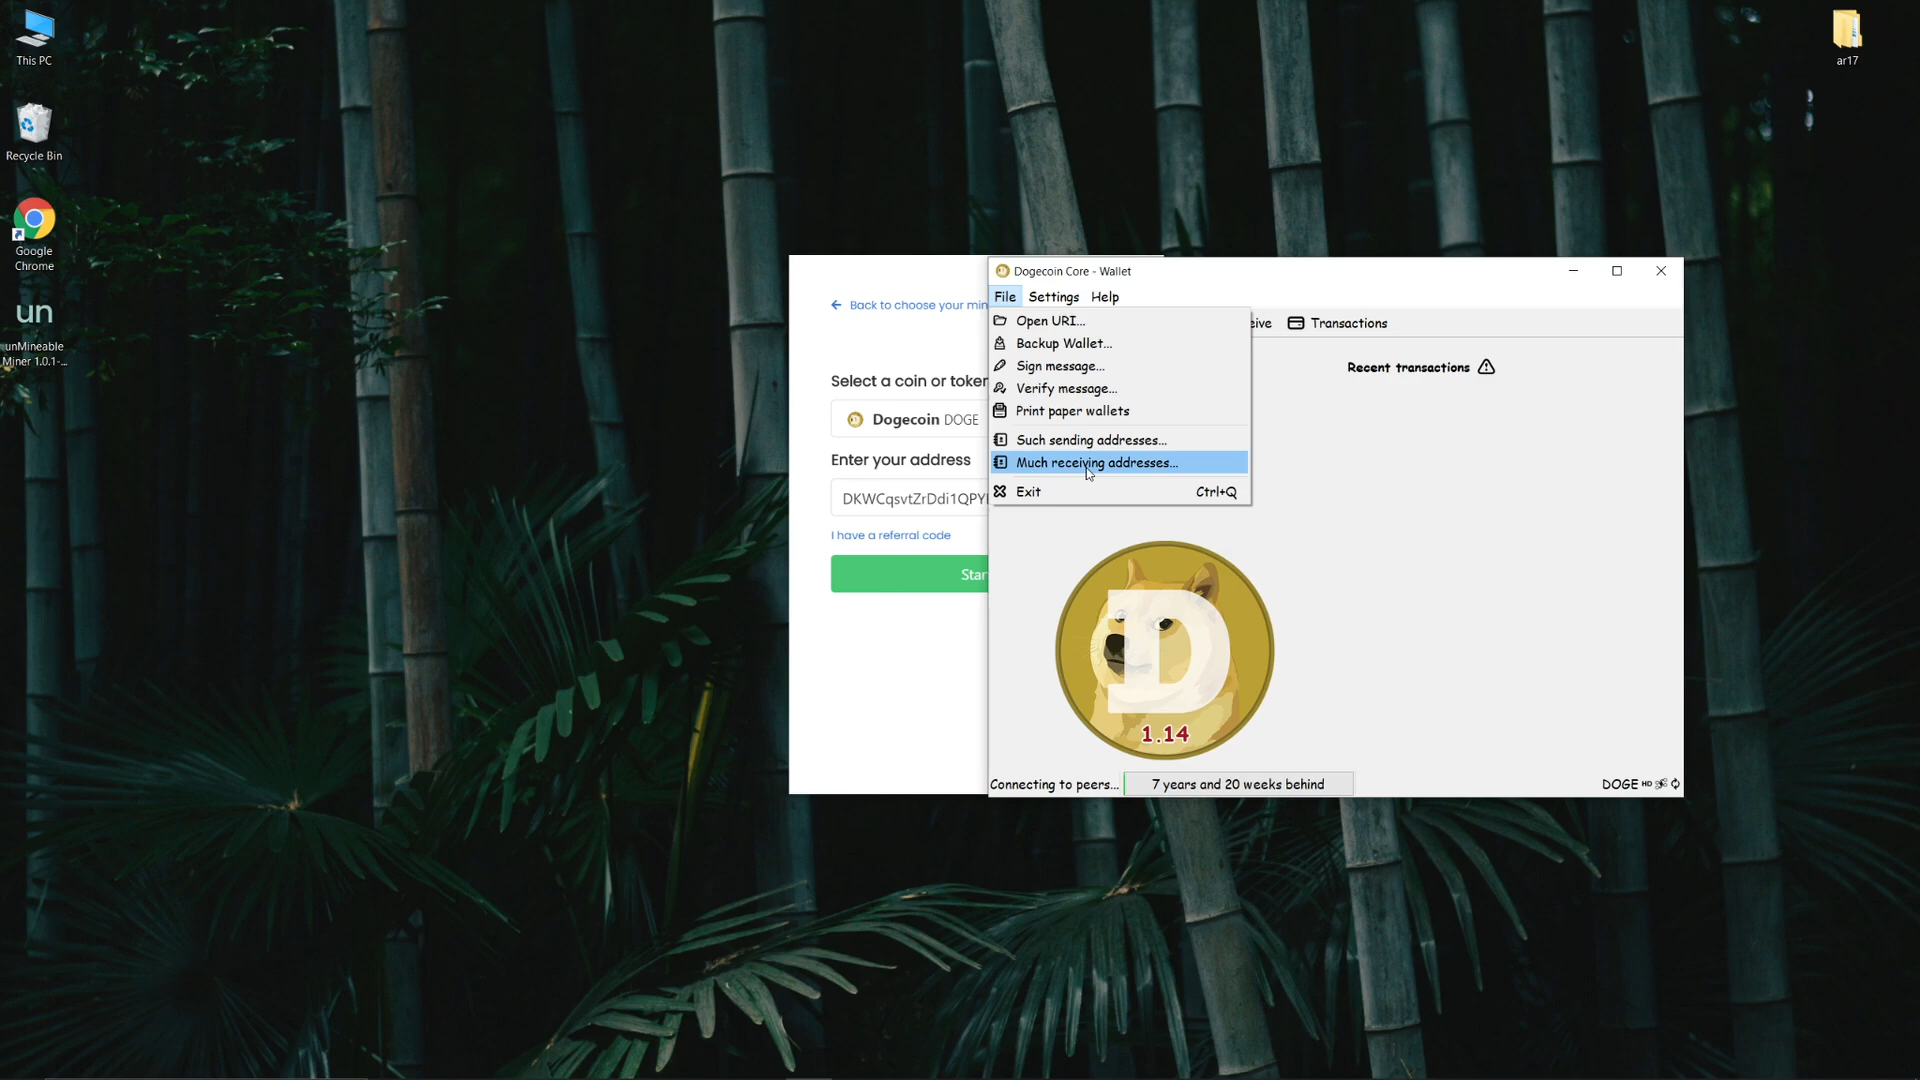 This PC
Recycle Bin
Google
Chrome
un
unMineable
Miner 1.0.1-...
ar17
Back to choose your min
Select a coin or token
Dogecoin DOGE
Enter your address
DKWCqsvtZrDdi1QPY
I have a referral code
Star
Dogecoin Core - Wallet
File Settings Help
Open URI...
Backup Wallet...
Sign message...
Verify message...
Print paper wallets
Such sending addresses...
Much receiving addresses...
Exit Ctrl+Q
eive Transactions
Recent transactions
D
1.14
Connecting to peers... 7 years and 20 weeks behind
DOGE HD